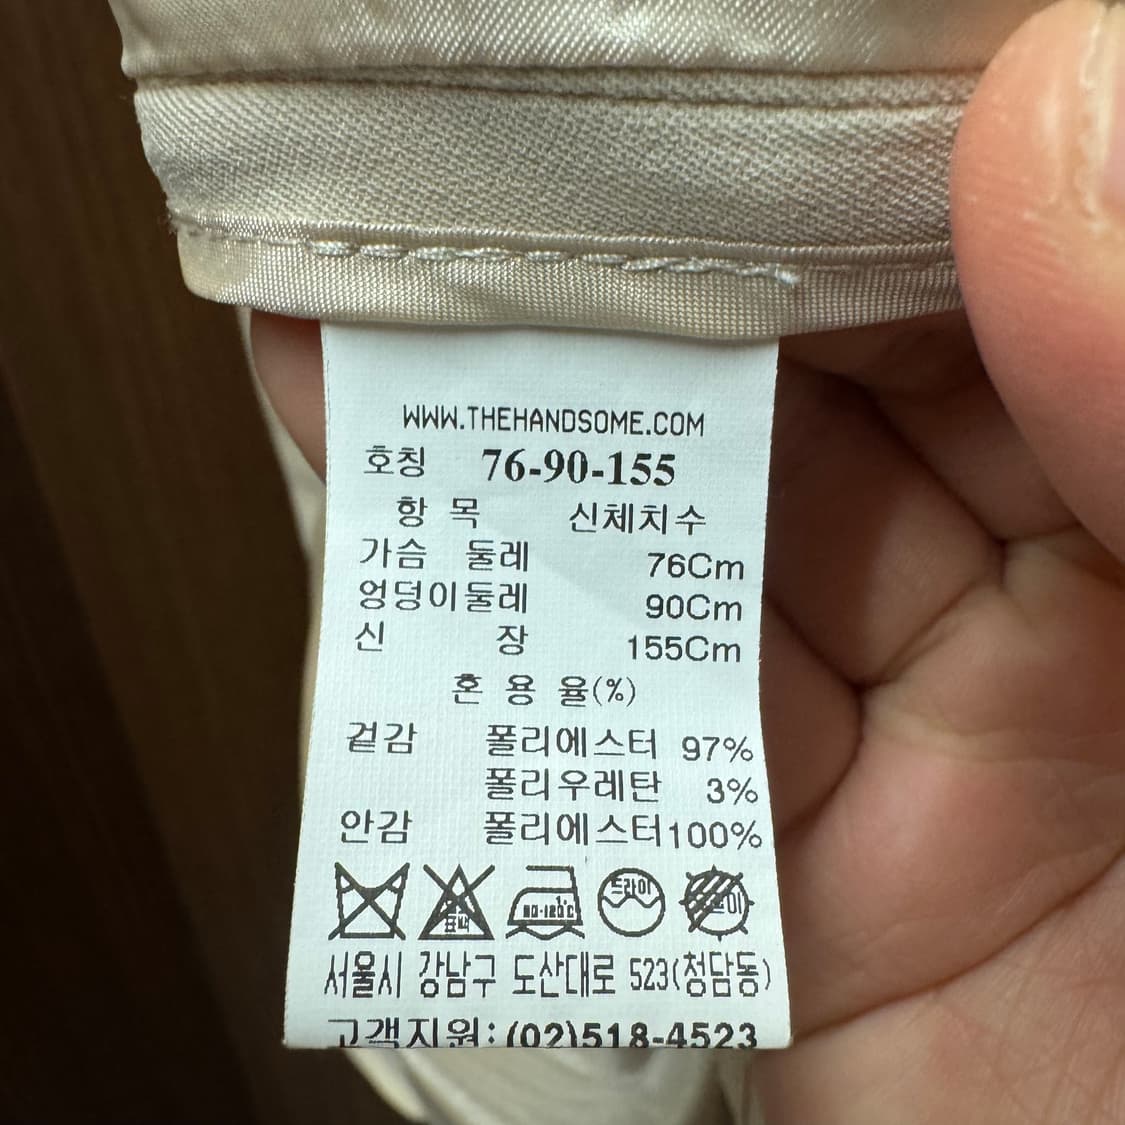 WWW.THEHANDSOME.COM
호칭 76-90-155
항 목 신체치수
가슴 둘레 76Cm
엉덩이둘레 90Cm
신 장 155Cm
혼 용 율(%)
겉감 폴리에스터 97%
폴리우레탄 3%
안감 폴리에스터100%
표백 80-120℃ 드라이
서울시 강남구 도산대로 523(청담동)
고객지원:(02)518-4523